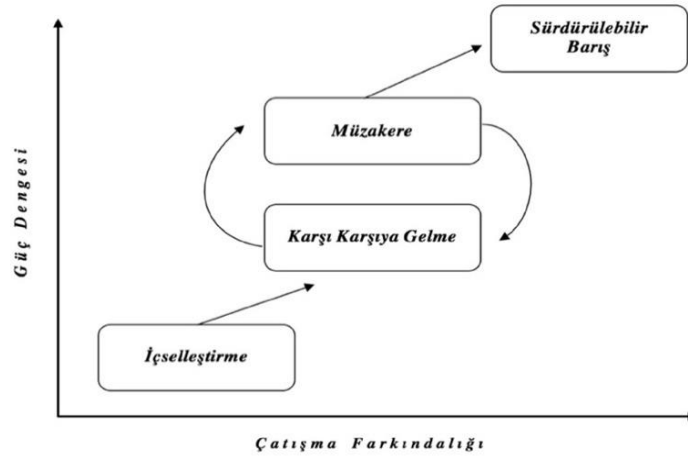 Sürdürülebilir
Barış
Müzakere
Karşı Karşıya Gelme
İçselleştirme
Güç Dengesi
Çatışma Farkındalığı